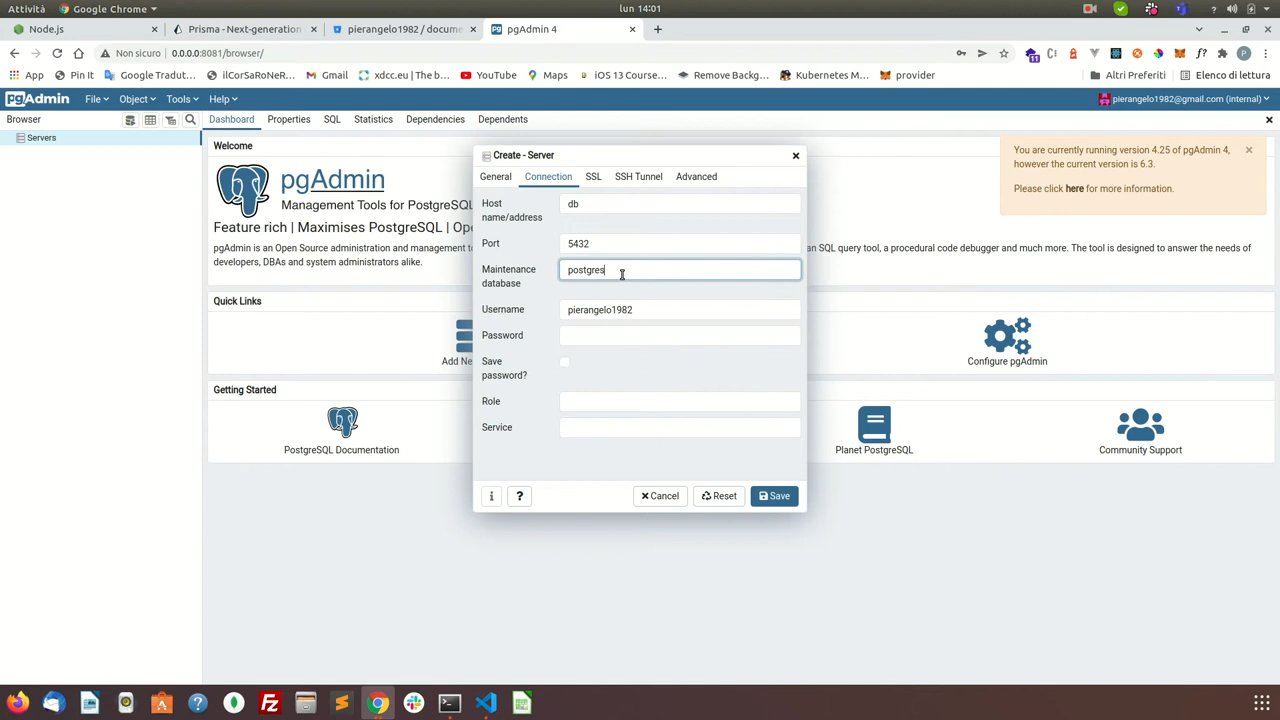 Attività
Google Chrome
lun 14:01
Node.js
Prisma - Next-generation
pierangelo1982 / docume
pgAdmin 4
Non sicuro
0.0.0.0:8081/browser/
11
P
App
Pin It
Google Tradut...
ilCorSaRoNeR...
Gmail
xdcc.eu | The b...
YouTube
Maps
iOS 13 Course...
Remove Backg...
Kubernetes M...
provider
Altri Preferiti
Elenco di lettura
pgAdmin
File
Object
Tools
Help
pierangelo1982@gmail.com (internal)
Browser
Dashboard
Properties
SQL
Statistics
Dependencies
Dependents
Servers
Welcome
pgAdmin
Management Tools for PostgreSQL
Feature rich | Maximises PostgreSQL | Op
pgAdmin is an Open Source administration and management to
SQL query tool, a procedural code debugger and much more. The tool is designed to answer the needs of
developers, DBAs and system administrators alike.
You are currently running version 4.25 of pgAdmin 4,
however the current version is 6.3.
Please click here for more information.
Quick Links
Add Ne
Configure pgAdmin
Getting Started
PostgreSQL Documentation
Planet PostgreSQL
Community Support
Create - Server
General
Connection
SSL
SSH Tunnel
Advanced
Host
name/address
db
Port
5432
Maintenance
database
postgres
Username
pierangelo1982
Password
Save
password?
Role
Service
i
?
Cancel
Reset
Save